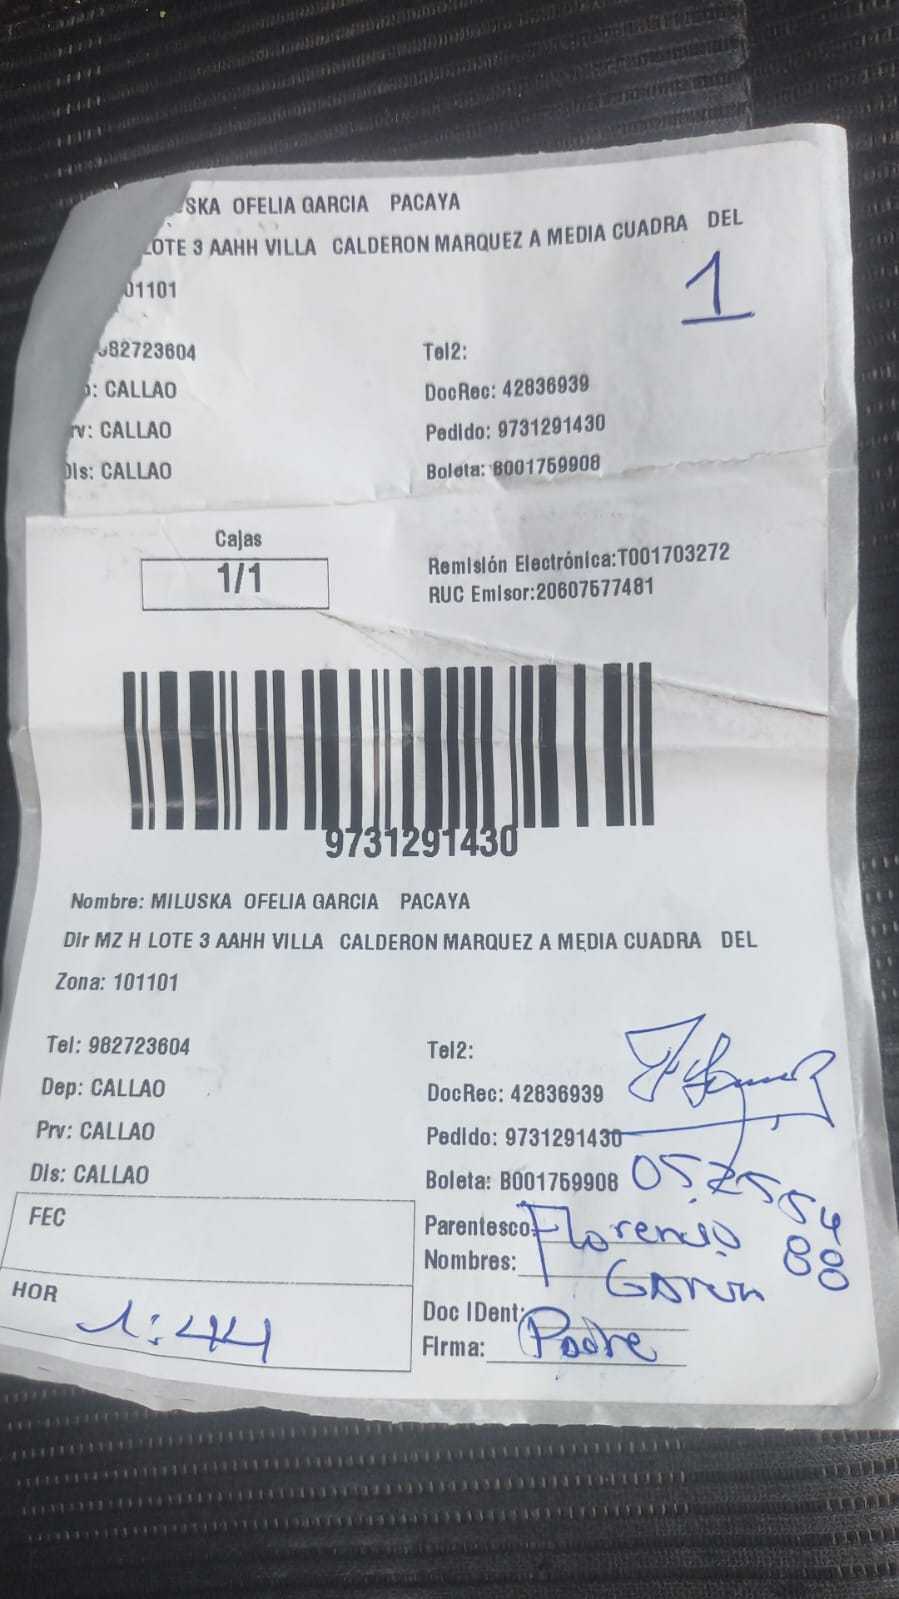 SKA OFELIA GARCIA PACAYA
LOTE 3 AAHH VILLA CALDERON MARQUEZ A MEDIA CUADRA DEL
01101
1
982723604
Tel2:
: CALLAO
DocRec: 42836939
rv: CALLAO
Pedido: 9731291430
Dis: CALLAO
Boleta: B001759908
Cajas
1/1
Remisión Electrónica:T001703272
RUC Emisor:20607577481
9731291430
Nombre: MILUSKA OFELIA GARCIA PACAYA
Dir MZ H LOTE 3 AAHH VILLA CALDERON MARQUEZ A MEDIA CUADRA DEL
Zona: 101101
Tel: 982723604
Tel2:
Dep: CALLAO
DocRec: 42836939
Prv: CALLAO
Pedido: 9731291430
Dis: CALLAO
Boleta: B001759908
FEC
Parentesco:
Nombres: Florencio
Garcia
HOR
1:44
Doc IDent:
Firma: Padre